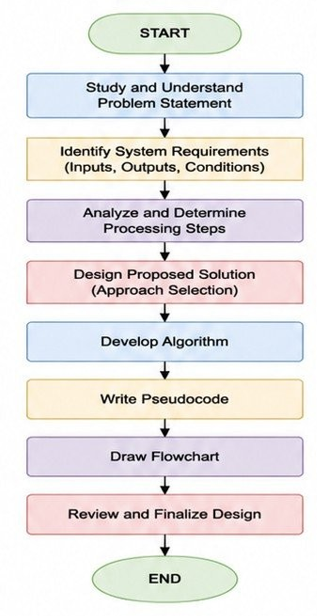 START
Study and Understand
Problem Statement
Identify System Requirements
(Inputs, Outputs, Conditions)
Analyze and Determine
Processing Steps
Design Proposed Solution
(Approach Selection)
Develop Algorithm
Write Pseudocode
Draw Flowchart
Review and Finalize Design
END